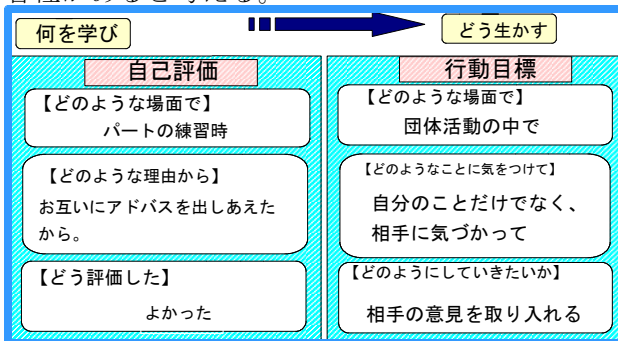 何を学び
どう生かす
自己評価
【どのような場面で】
パートの練習時
【どのような理由から】
お互いにアドバスを出しあえた
から。
【どう評価した】
よかった
行動目標
【どのような場面で】
団体活動の中で
【どのようなことに気をつけて】
自分のことだけでなく、
相手に気づかって
【どのようにしていきたいか】
相手の意見を取り入れる